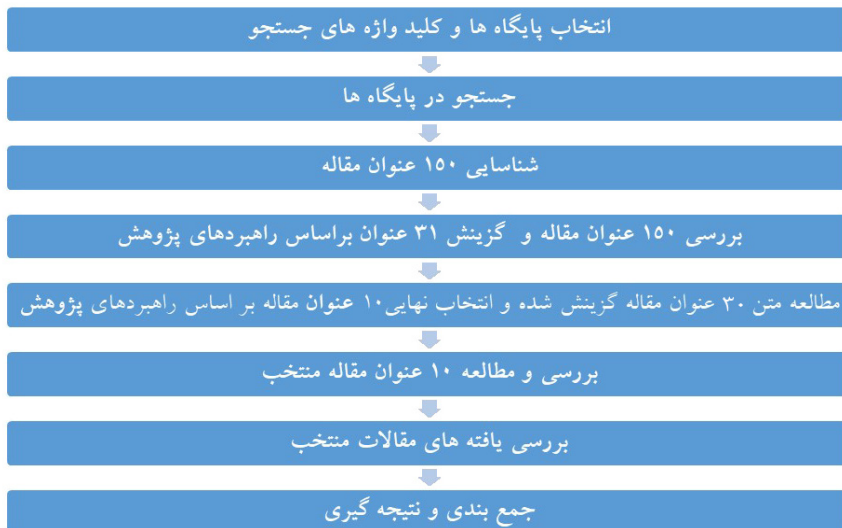 انتخاب پایگاه ها و کلید واژه های جستجو
جستجو در پایگاه ها
شناسایی ۱۵۰ عنوان مقاله
بررسی ۱۵۰ عنوان مقاله و گزینش ۳۱ عنوان براساس راهبردهای پژوهش
مطالعه متن ۳۰ عنوان مقاله گزینش شده و انتخاب نهایی۱۰ عنوان مقاله بر اساس راهبردهای پژوهش
بررسی و مطالعه ۱۰ عنوان مقاله منتخب
بررسی یافته های مقالات منتخب
جمع بندی و نتیجه گیری